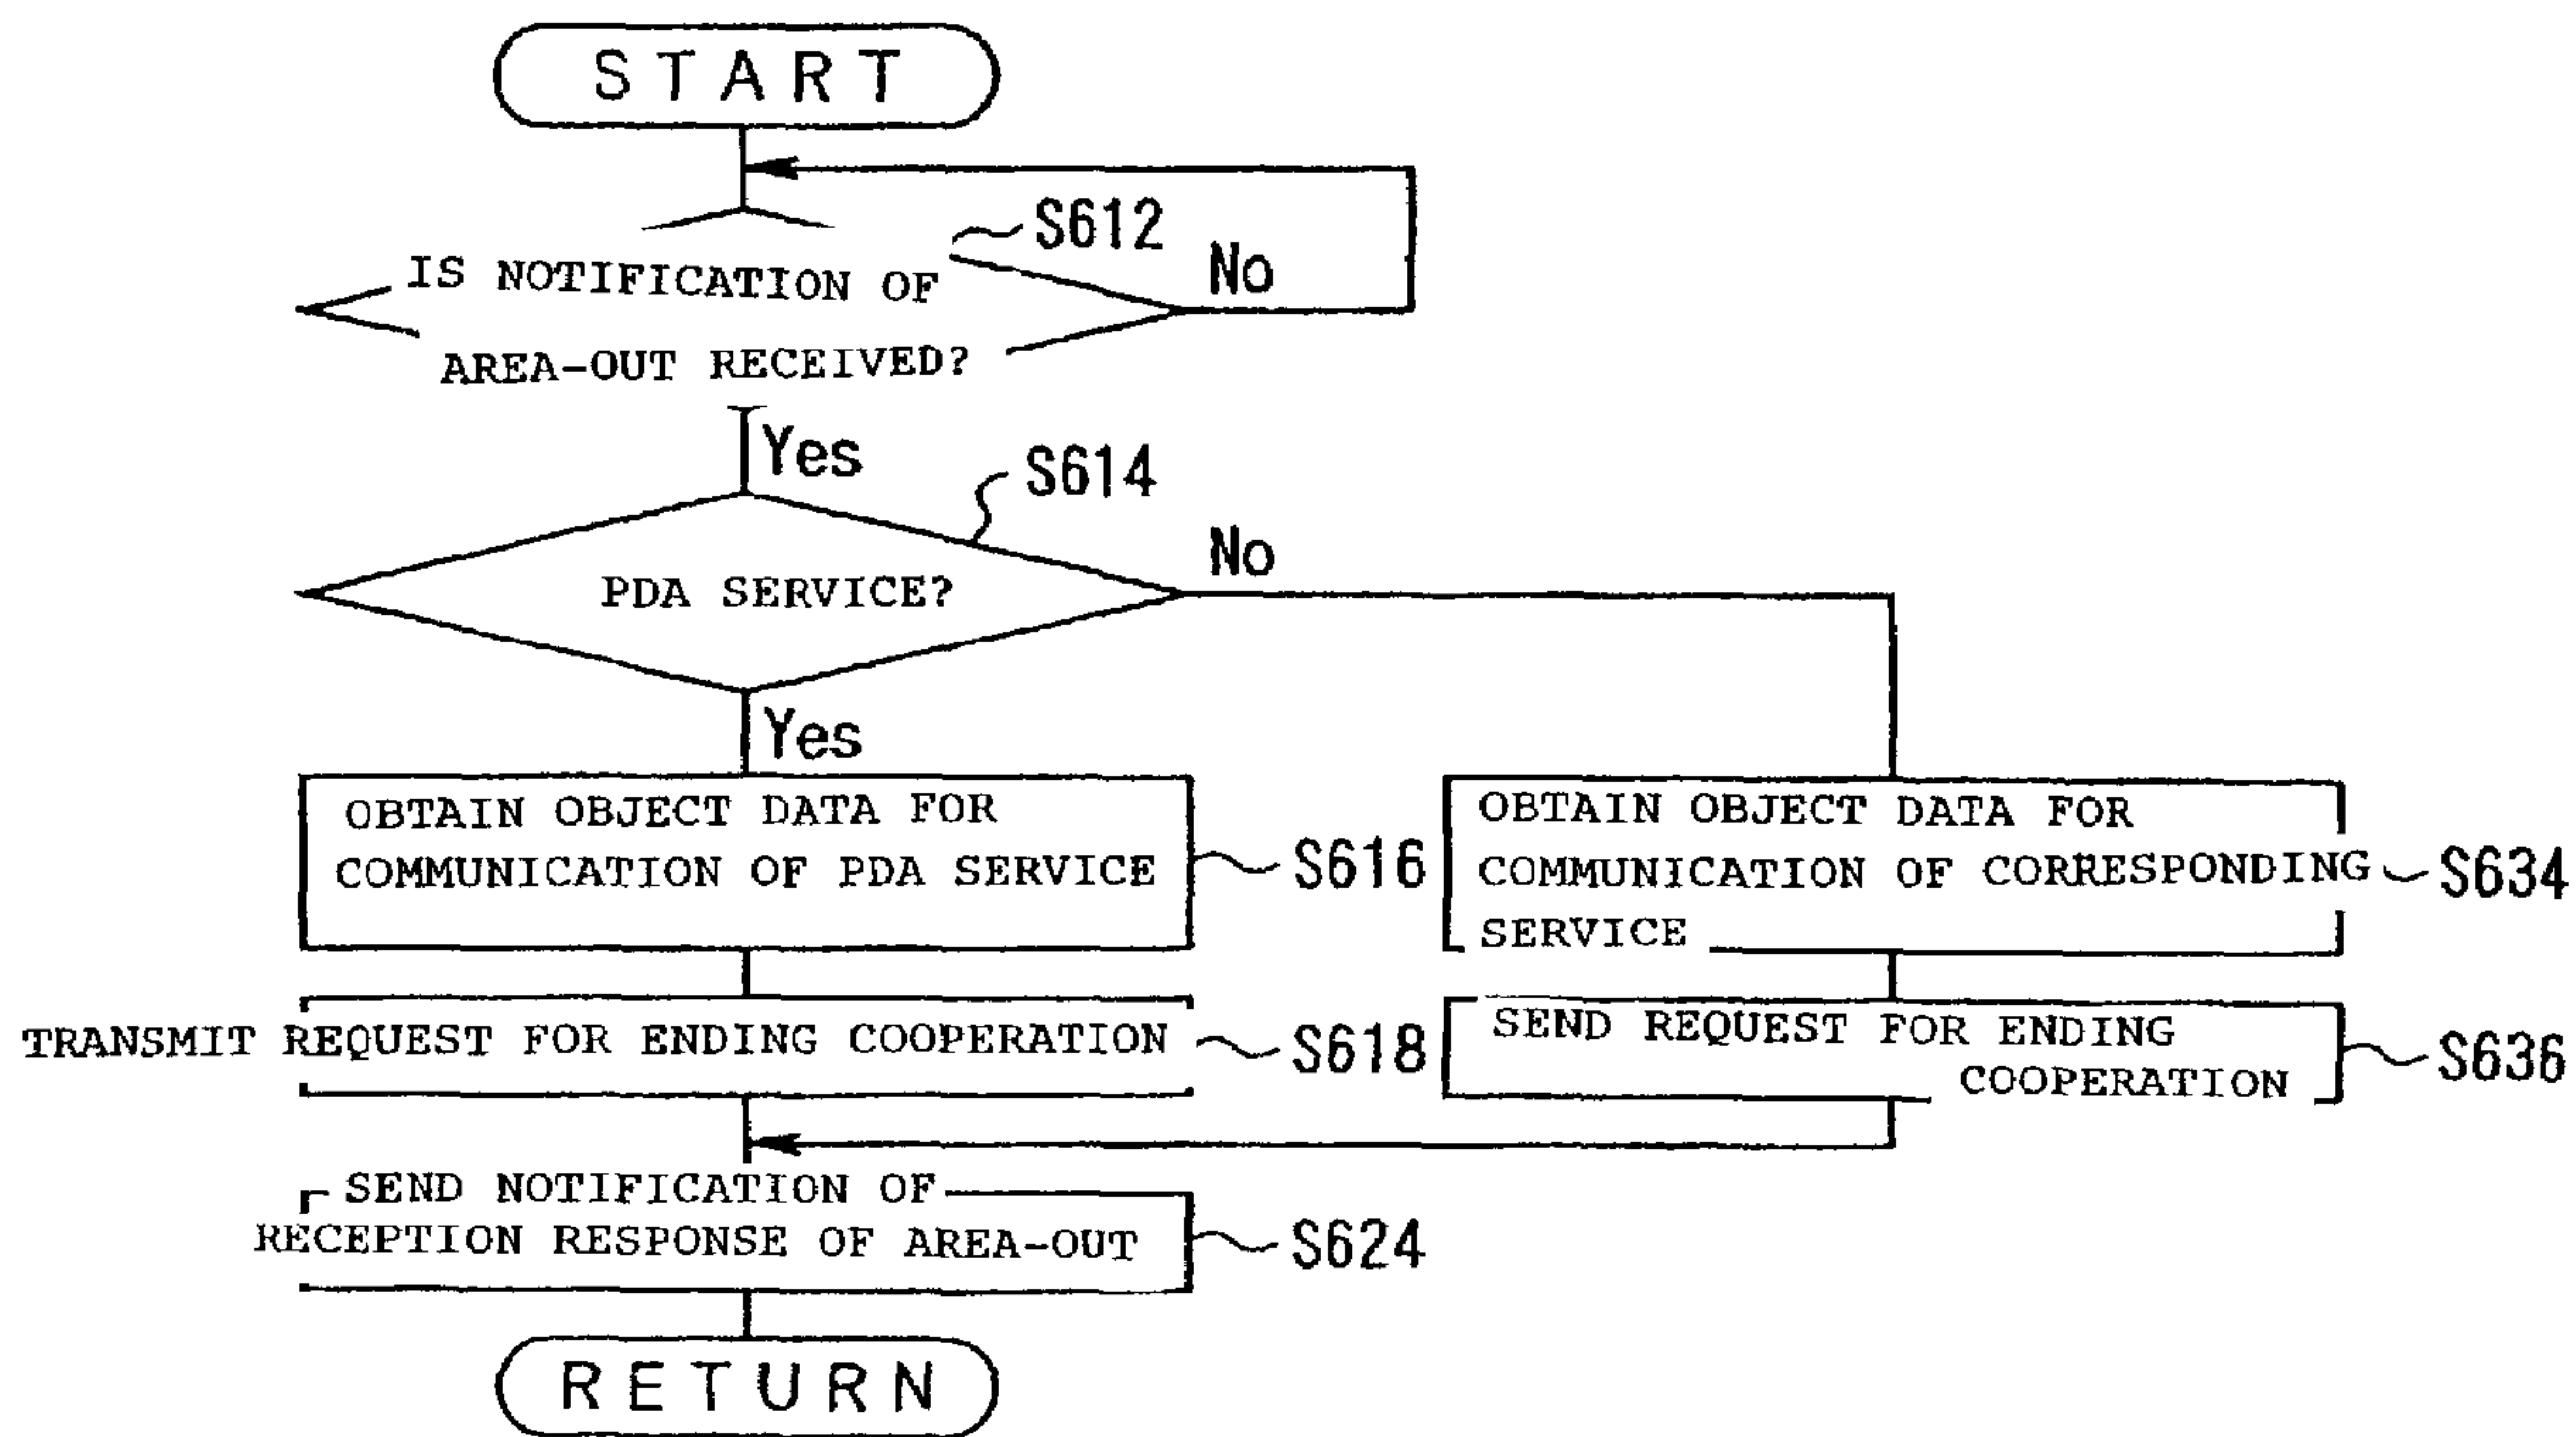 START
S612
IS NOTIFICATION OF
AREA-OUT RECEIVED?
No
Yes
S614
PDA SERVICE?
No
Yes
OBTAIN OBJECT DATA FOR
COMMUNICATION OF PDA SERVICE
S616
OBTAIN OBJECT DATA FOR
COMMUNICATION OF CORRESPONDING
SERVICE
S634
TRANSMIT REQUEST FOR ENDING COOPERATION
S618
SEND REQUEST FOR ENDING
COOPERATION
S636
SEND NOTIFICATION OF
RECEPTION RESPONSE OF AREA-OUT
S624
RETURN